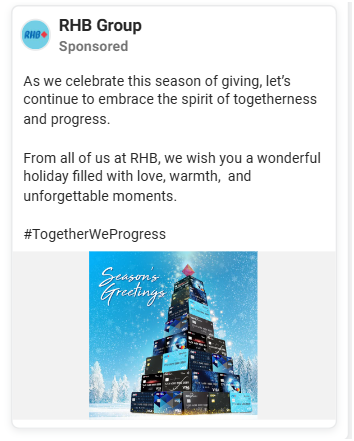 RHB
RHB Group
Sponsored
As we celebrate this season of giving, let's
continue to embrace the spirit of togetherness
and progress.
From all of us at RHB, we wish you a wonderful
holiday filled with love, warmth,  and
unforgettable moments.
#TogetherWeProgress
Season's
Greetings